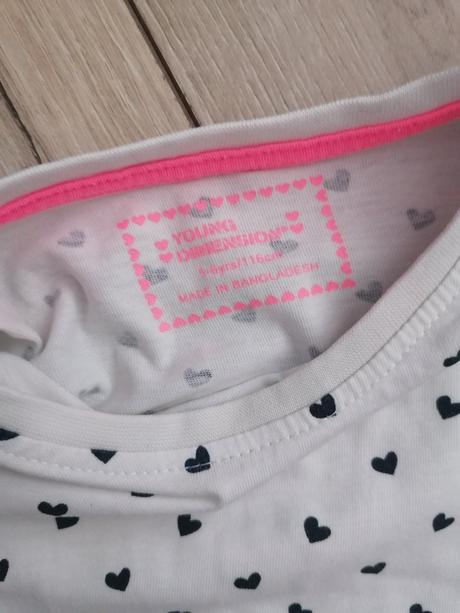 YOUNG
DIMENSION
5-6yrs/116cm
MADE IN BANGLADESH